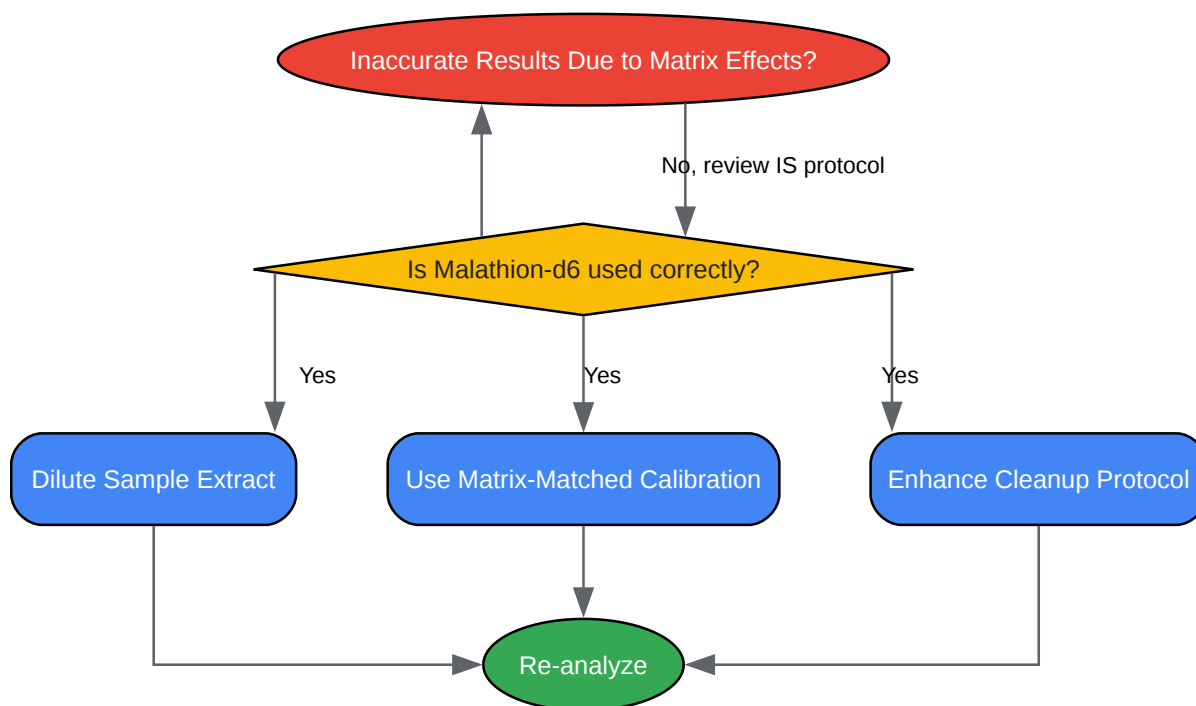 Inaccurate Results Due to Matrix Effects?
No, review IS protocol
Is Malathion-d6 used correctly?
Yes
Yes
Yes
Dilute Sample Extract
Use Matrix-Matched Calibration
Enhance Cleanup Protocol
Re-analyze